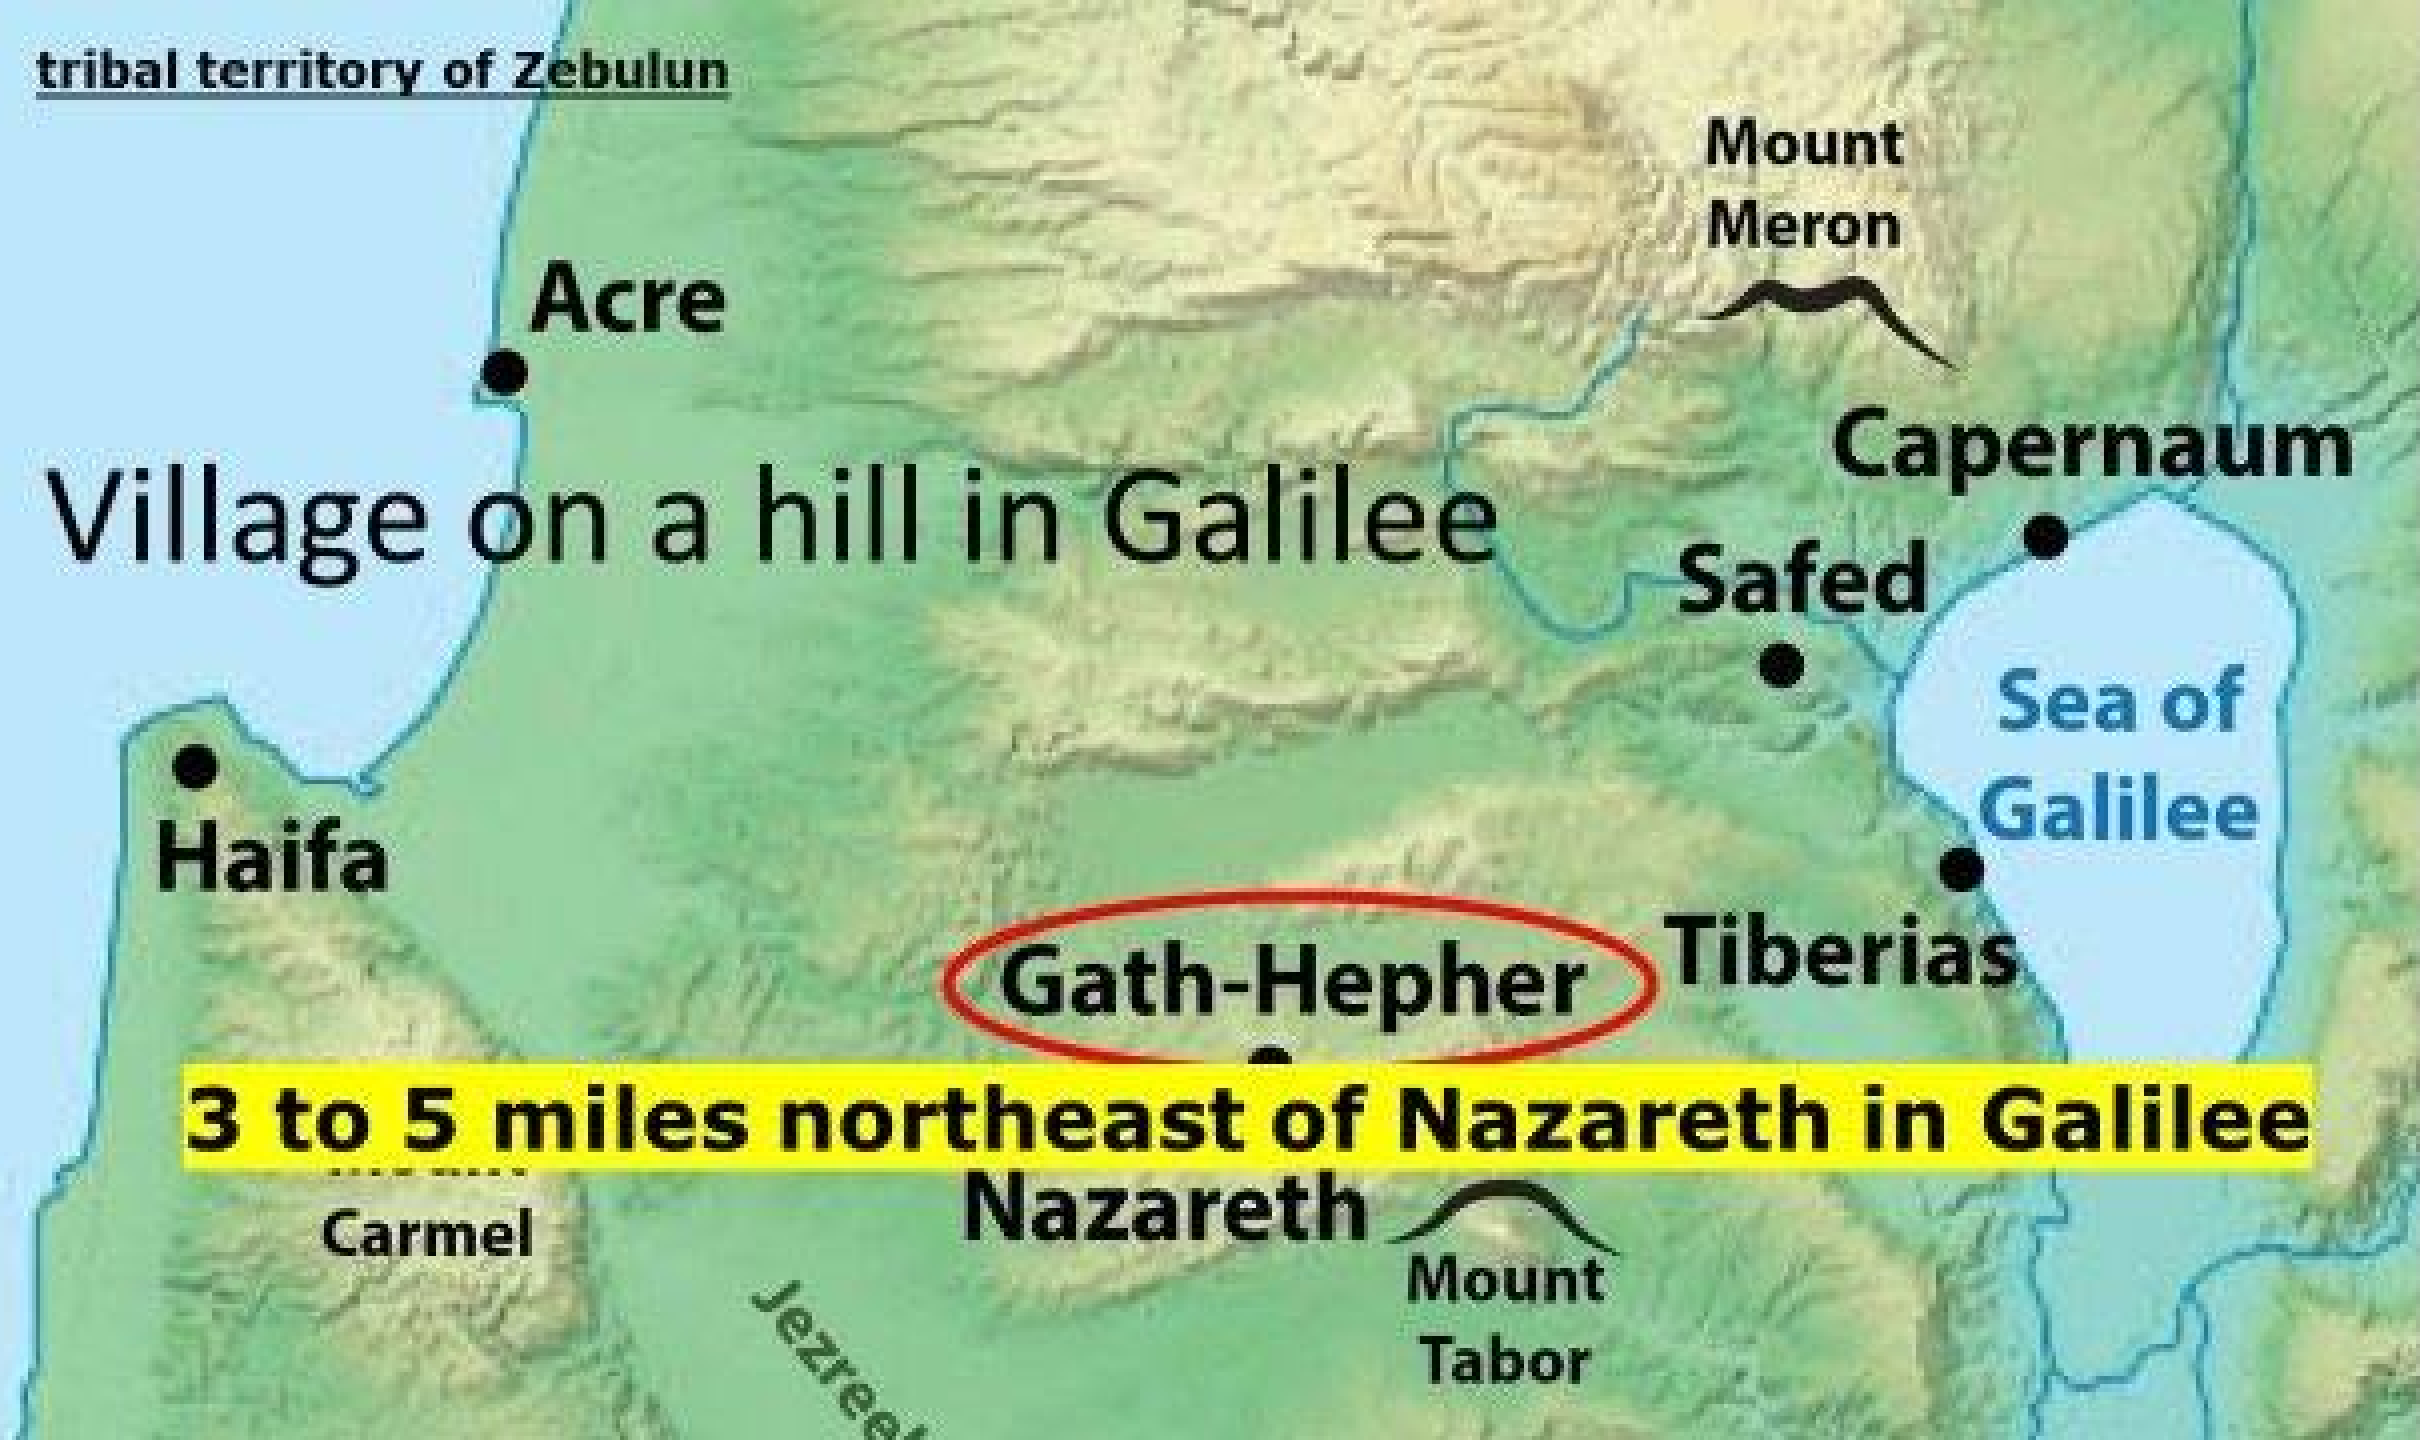 tribal territory of Zebulun
Mount
Meron
Acre
Capernaum
Village on a hill in Galilee
Safed
Sea of
Galilee
Haifa
Gath-Hepher
Tiberias
3 to 5 miles northeast of Nazareth in Galilee
Nazareth
Carmel
Mount
Tabor